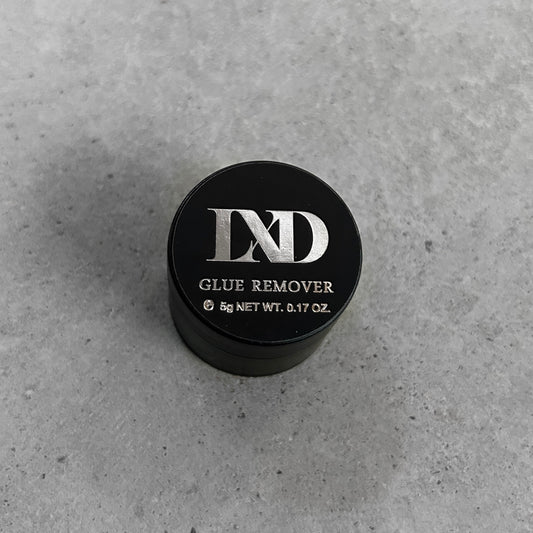 LXD
GLUE REMOVER
℮ 5g NET WT. 0.17 OZ.